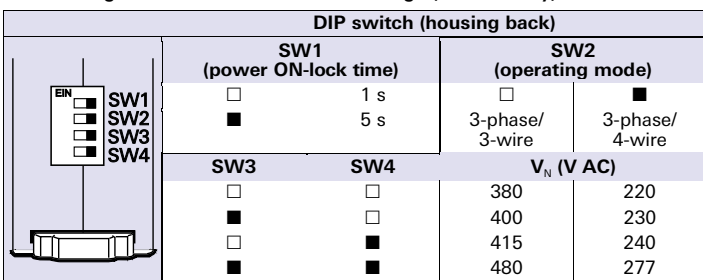 DIP switch (housing back)
SW1 SW2
(power ON-lock time) (operating mode)
EIN
SW1
SW2
SW3
SW4
□ 1 s □ ■
■ 5 s 3-phase/ 3-phase/
3-wire 4-wire
SW3 SW4 V_N (V AC)
□ □ 380 220
■ □ 400 230
□ ■ 415 240
■ ■ 480 277